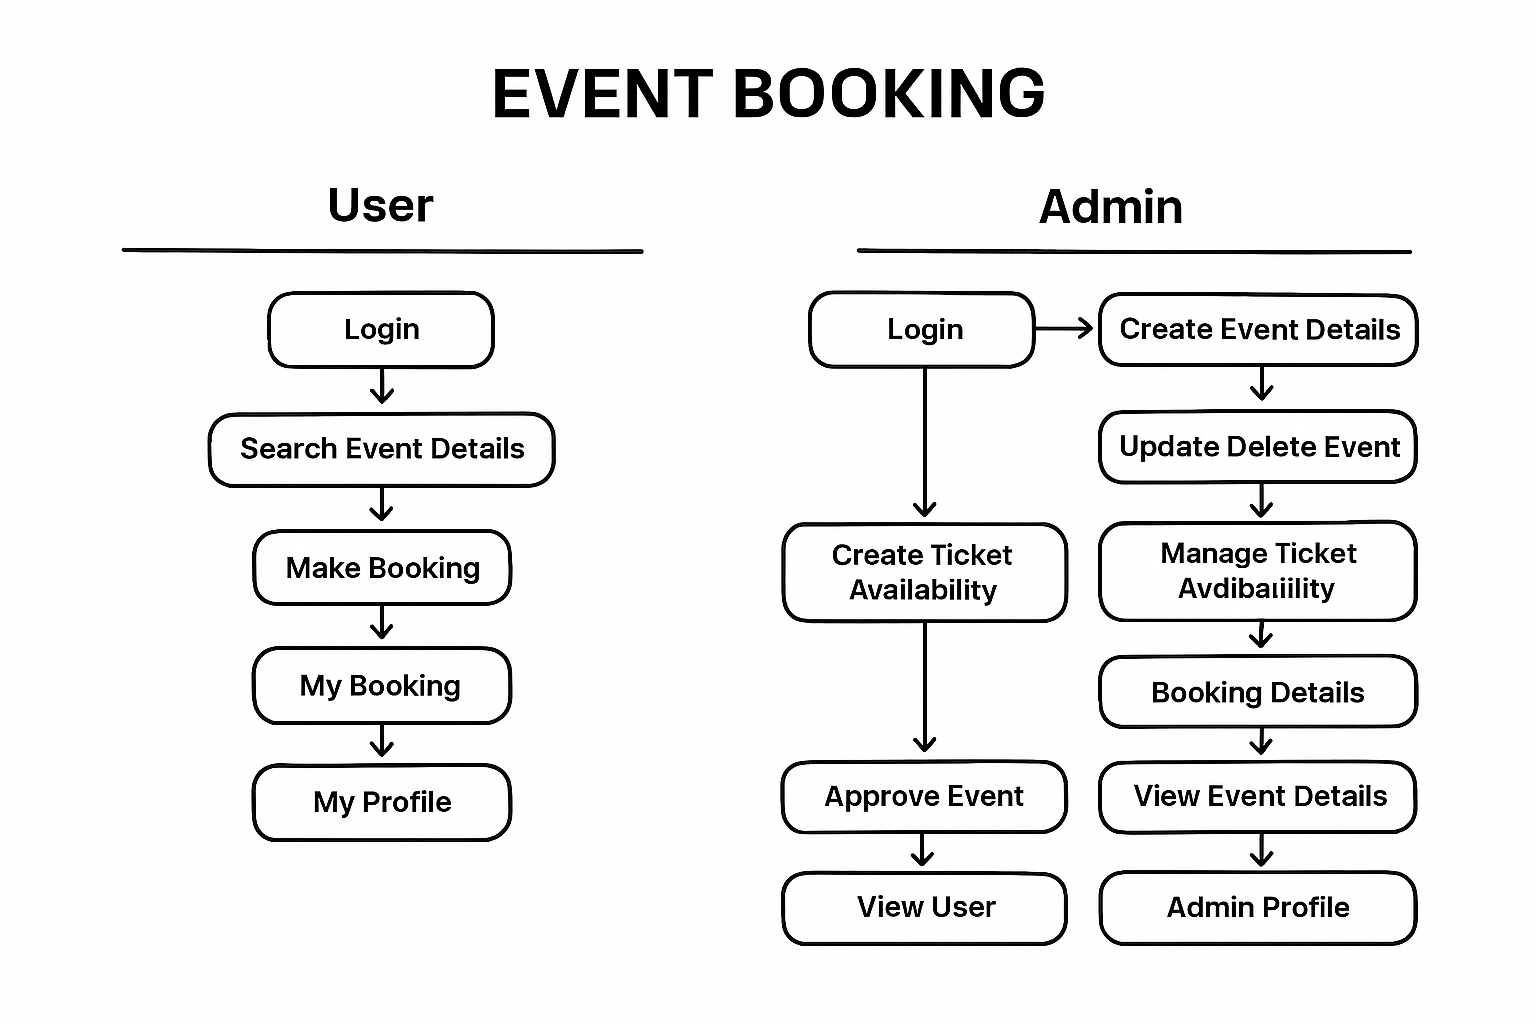 EVENT BOOKING
User
Login
Search Event Details
Make Booking
My Booking
My Profile
Admin
Login
Create Ticket
Availability
Approve Event
View User
Create Event Details
Update Delete Event
Manage Ticket
Booking Details
View Event Details
Admin Profile